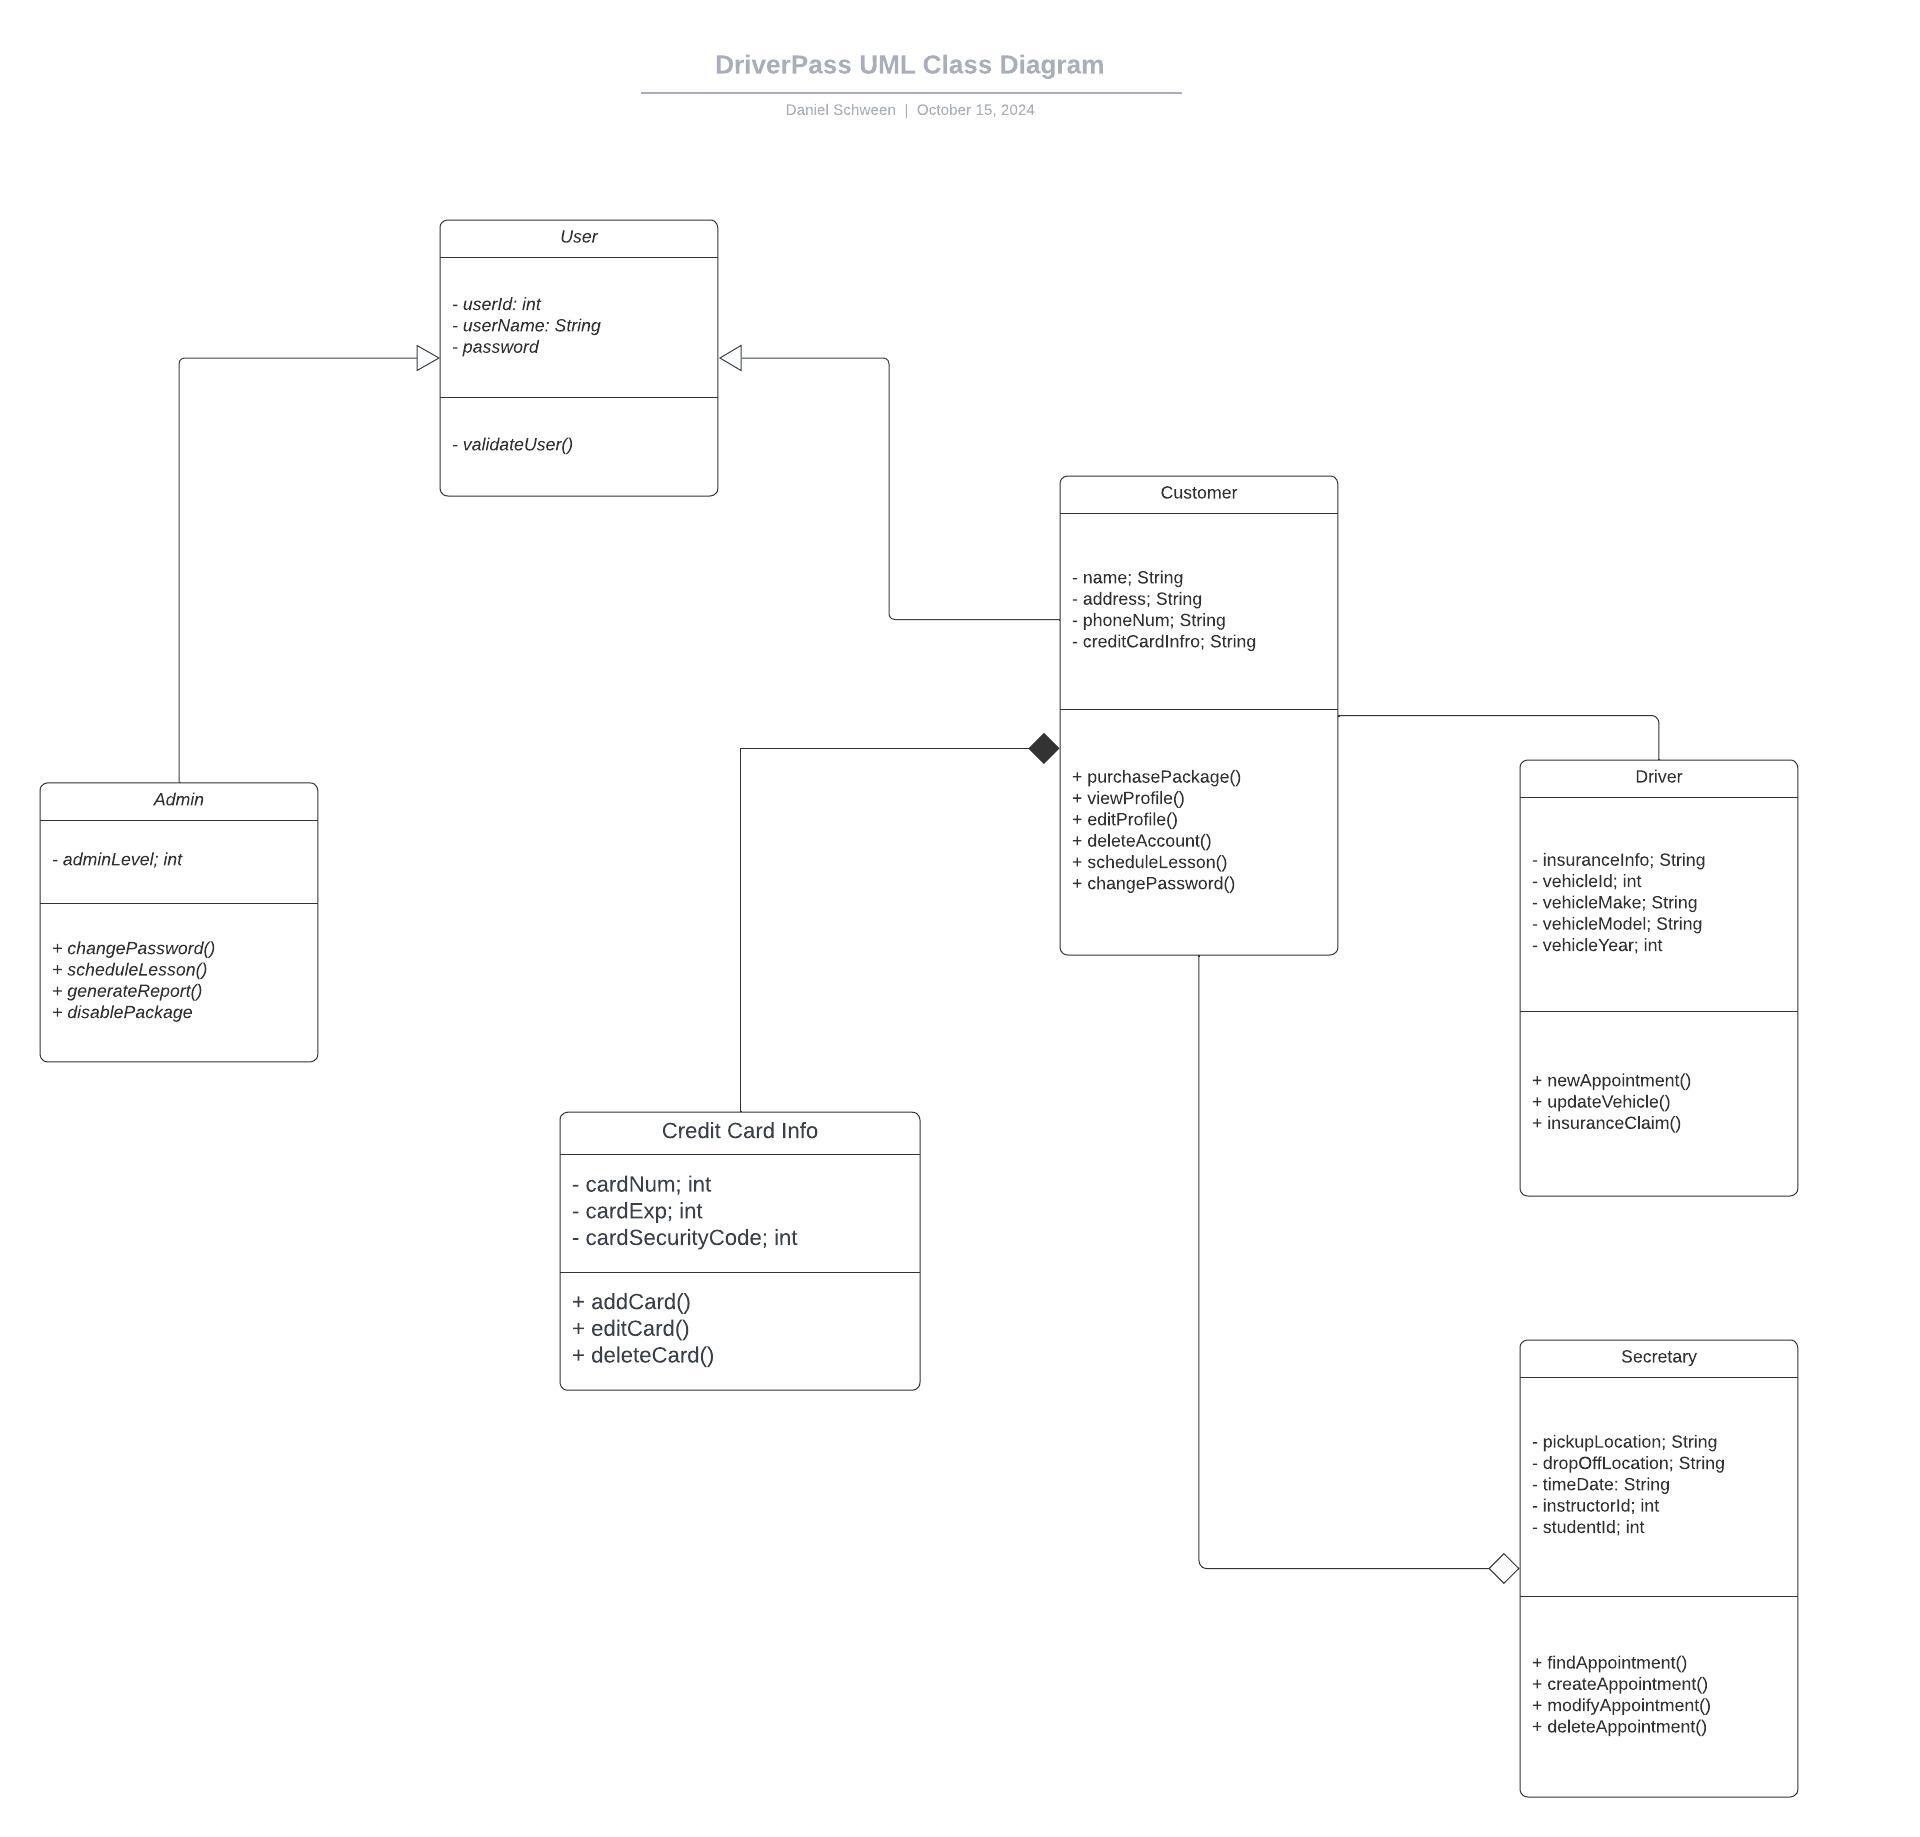 DriverPass UML Class Diagram
Daniel Schween | October 15, 2024
User
- userId: int
- userName: String
- password
- validateUser()
Customer
- name; String
- address; String
- phoneNum; String
- creditCardInfro; String
+ purchasePackage()
+ viewProfile()
+ editProfile()
+ deleteAccount()
+ scheduleLesson()
+ changePassword()
Admin
- adminLevel; int
+ changePassword()
+ scheduleLesson()
+ generateReport()
+ disablePackage
Driver
- insuranceInfo; String
- vehicleId; int
- vehicleMake; String
- vehicleModel; String
- vehicleYear; int
+ newAppointment()
+ updateVehicle()
+ insuranceClaim()
Credit Card Info
- cardNum; int
- cardExp; int
- cardSecurityCode; int
+ addCard()
+ editCard()
+ deleteCard()
Secretary
- pickupLocation; String
- dropOffLocation; String
- timeDate: String
- instructorId; int
- studentId; int
+ findAppointment()
+ createAppointment()
+ modifyAppointment()
+ deleteAppointment()